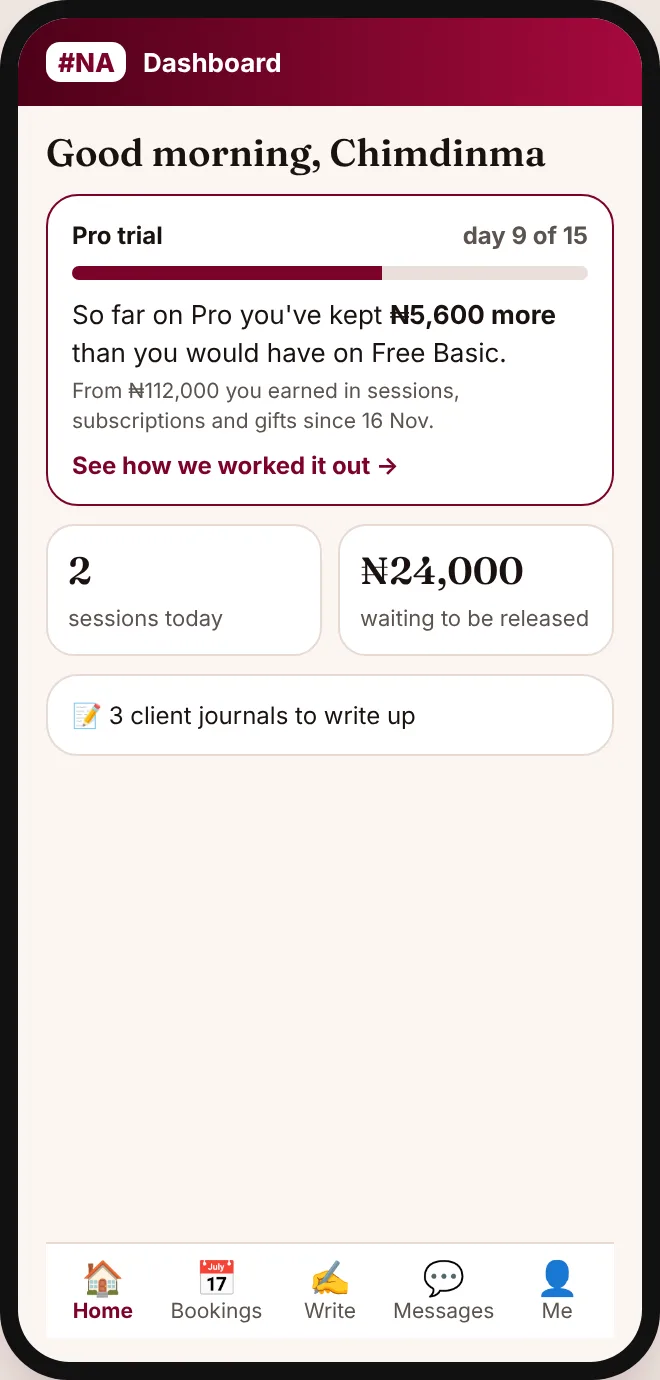 #NA Dashboard
Good morning, Chimdinma
Pro trial day 9 of 15
So far on Pro you've kept ₦5,600 more
than you would have on Free Basic.
From ₦112,000 you earned in sessions,
subscriptions and gifts since 16 Nov.
See how we worked it out →
2
sessions today
₦24,000
waiting to be released
📝 3 client journals to write up
July
17
Home Bookings Write Messages Me